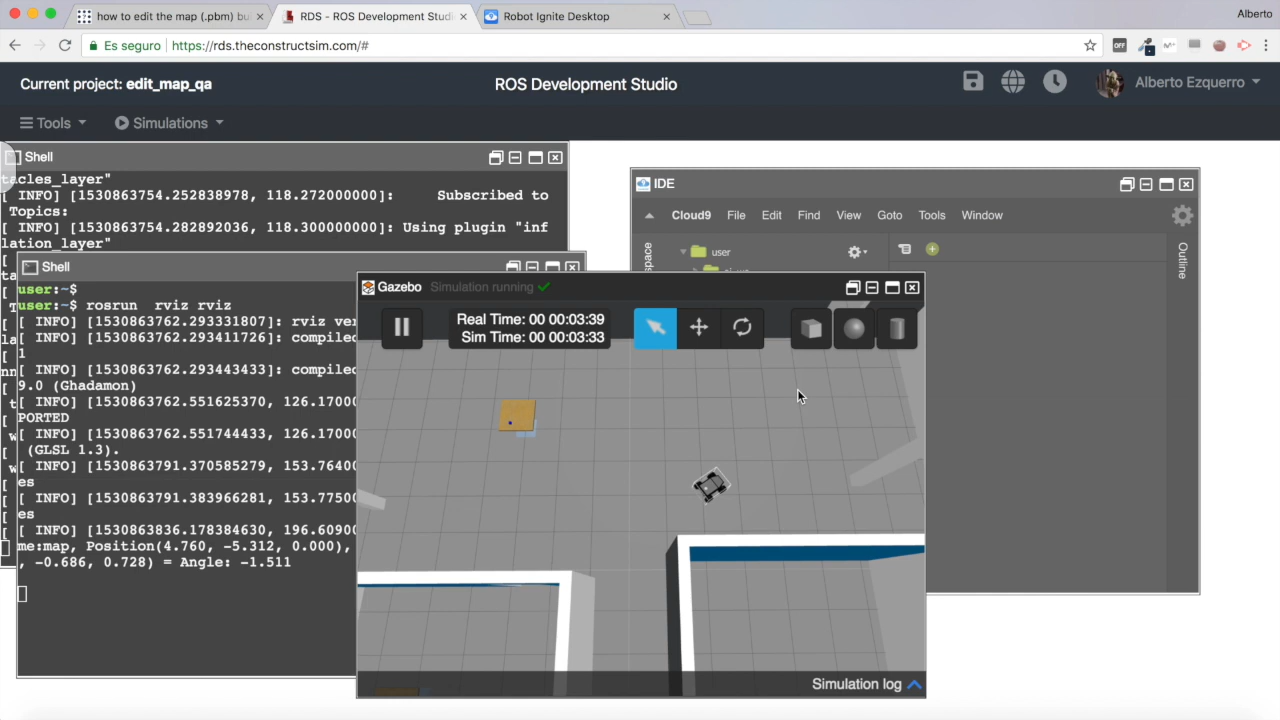 how to edit the map (.pbm) bu
RDS - ROS Development Studi
Robot Ignite Desktop
Alberto
Es seguro
https://rds.theconstructsim.com/#
OFF
Current project: edit_map_qa
ROS Development Studio
Alberto Ezquerro
Tools
Simulations
Shell
tacles_layer"
[ INFO] [1530863754.252838978, 118.272000000]: Subscribed to
Topics:
[ INFO] [1530863754.282892036, 118.300000000]: Using plugin "inf
lation_layer"
Shell
user:~$
user:~$ rosrun rviz rviz
[ INFO] [1530863762.293331807]: rviz ver
[ INFO] [1530863762.293411726]: compiled
1
[ INFO] [1530863762.293443433]: compiled
9.0 (Ghadamon)
[ INFO] [1530863762.551625370, 126.17000
PORTED
[ INFO] [1530863762.551744433, 126.17000
(GLSL 1.3).
[ INFO] [1530863791.370585279, 153.76400
es
[ INFO] [1530863791.383966281, 153.77500
es
[ INFO] [1530863836.178384630, 196.60900
me:map, Position(4.760, -5.312, 0.000),
, -0.686, 0.728) = Angle: -1.511
IDE
Cloud9 File Edit Find View Goto Tools Window
user
Outline
Gazebo
Simulation running
Real Time: 00 00:03:39
Sim Time: 00 00:03:33
Simulation log